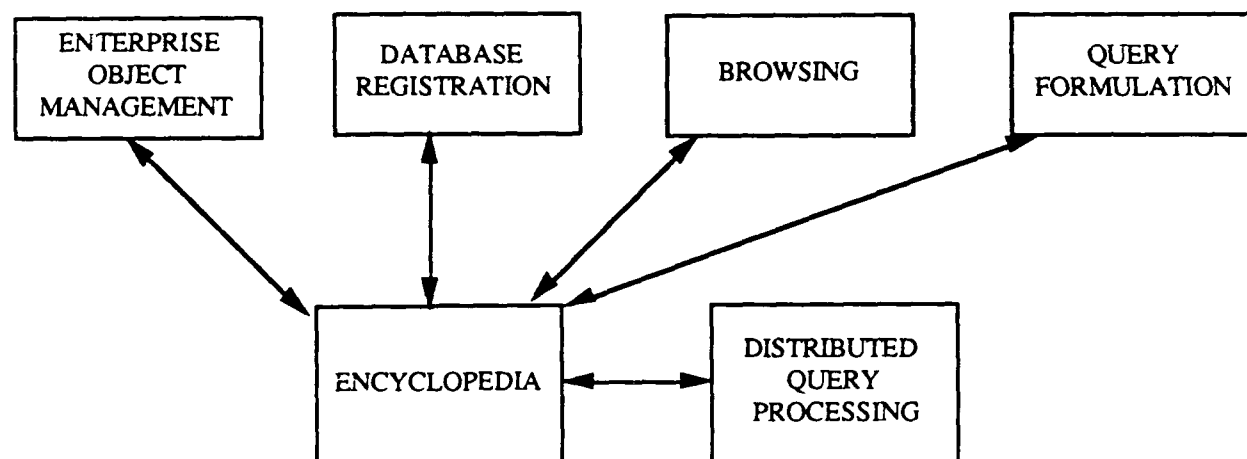 ENTERPRISE
OBJECT
MANAGEMENT
DATABASE
REGISTRATION
BROWSING
QUERY
FORMULATION
ENCYCLOPEDIA
DISTRIBUTED
QUERY
PROCESSING